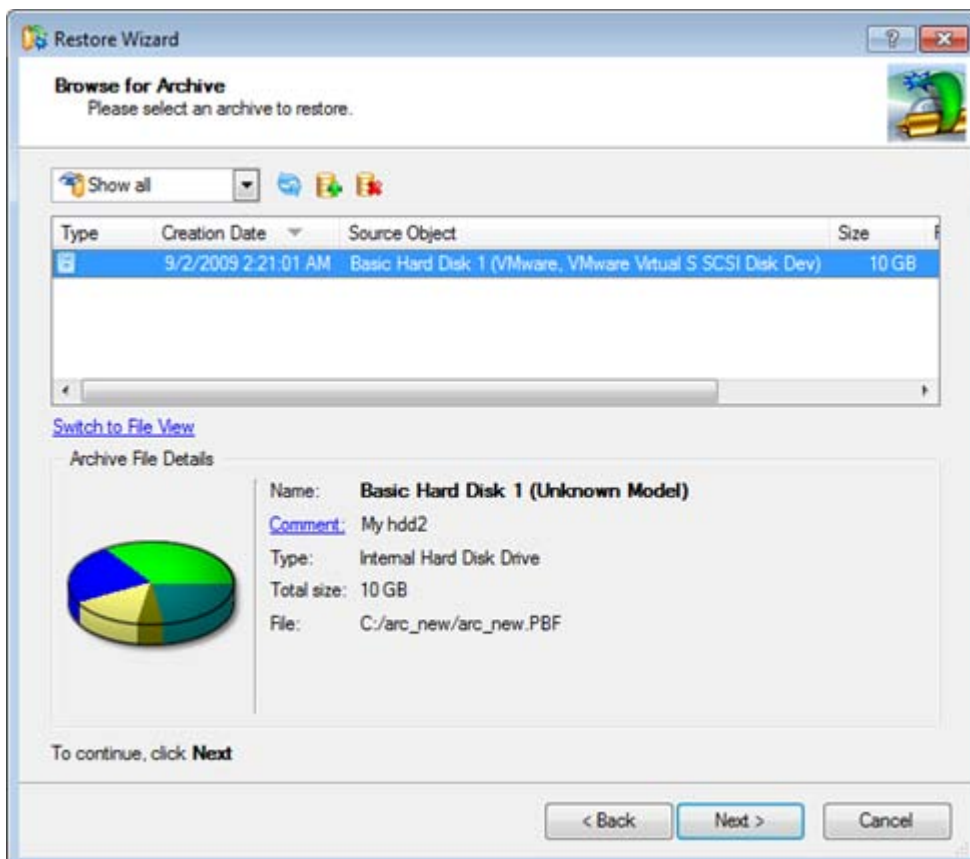 Restore Wizard
Browse for Archive
Please select an archive to restore.
Show all
Type Creation Date Source Object Size
9/2/2009 2:21:01 AM Basic Hard Disk 1 (VMware, VMware Virtual S SCSI Disk Dev) 10 GB
Switch to File View
Archive File Details
Name: Basic Hard Disk 1 (Unknown Model)
Comment: My hdd2
Type: Internal Hard Disk Drive
Total size: 10 GB
File: C:/arc_new/arc_new.PBF
To continue, click Next
< Back Next > Cancel